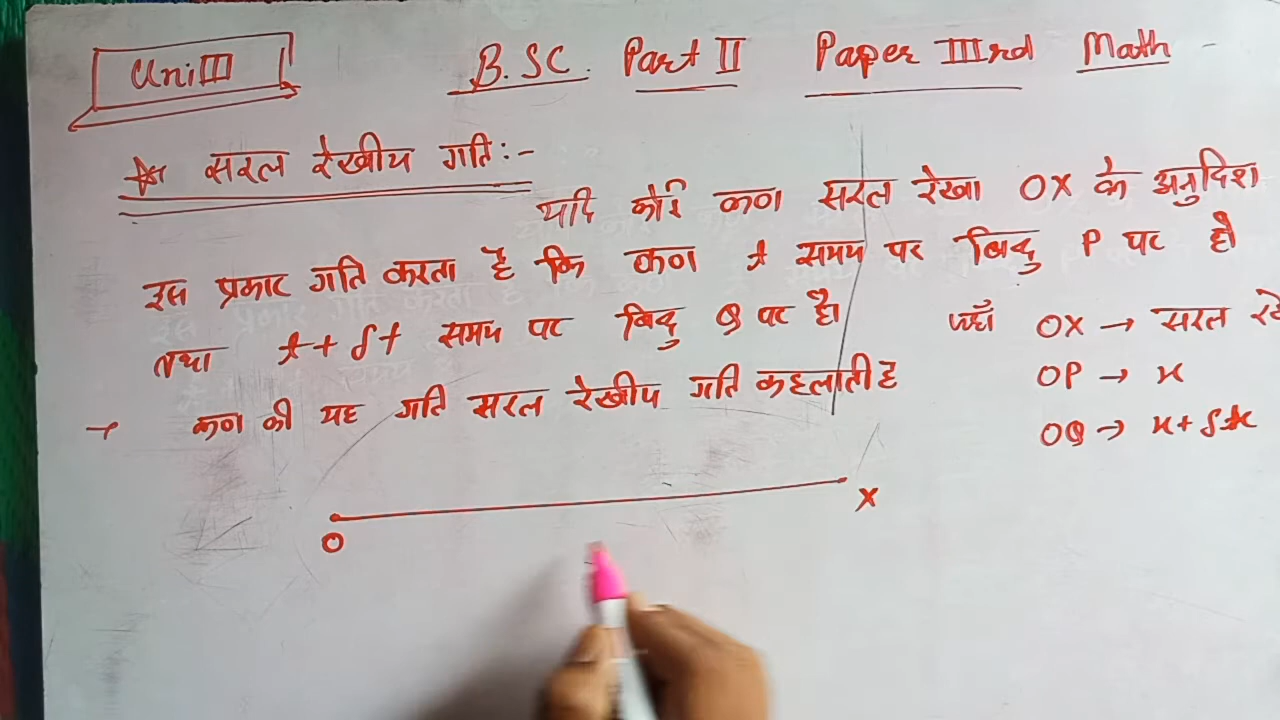 Unit III B.SC. Part II Paper IIIrd Math
सरल रेखीय गति :-
यदि कोई कण सरल रेखा OX के अनुदिश
इस प्रकार गति करता है कि कण t समय पर बिंदु P पर है
तथा t + δt समय पर बिंदु Q पर है। जहाँ OX → सरल
OP → x
→ कण की यह गति सरल रेखीय गति कहलाती है
OQ → x + δx
O X